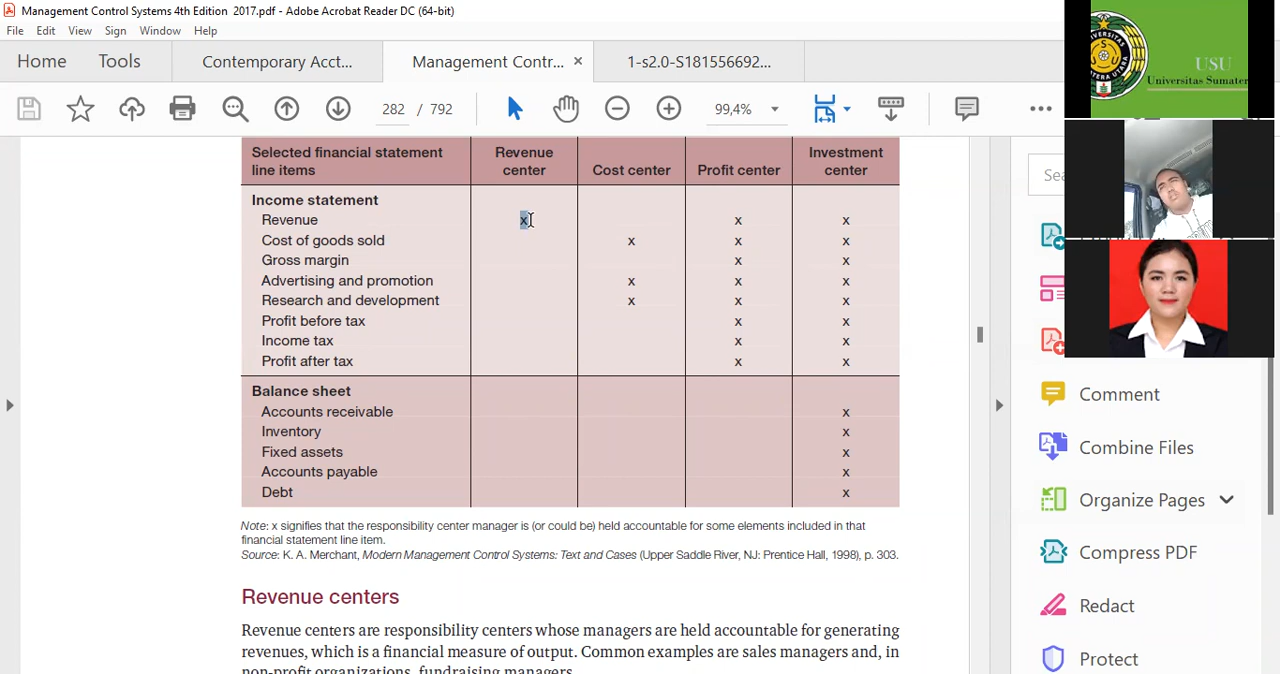 Management Control Systems 4th Edition 2017.pdf - Adobe Acrobat Reader DC (64-bit)
File Edit View Sign Window Help
Home Tools Contemporary Acct... Management Contr... × 1-s2.0-S181556692...
282 / 792 99,4%
Selected financial statement line items Revenue center Cost center Profit center Investment center
Income statement
Revenue x x x
Cost of goods sold x x x
Gross margin x x
Advertising and promotion x x x
Research and development x x x
Profit before tax x x
Income tax x x
Profit after tax x x
Balance sheet
Accounts receivable x
Inventory x
Fixed assets x
Accounts payable x
Debt x
Note: x signifies that the responsibility center manager is (or could be) held accountable for some elements included in that
financial statement line item.
Source: K. A. Merchant, Modern Management Control Systems: Text and Cases (Upper Saddle River, NJ: Prentice Hall, 1998), p. 303.
Revenue centers
Revenue centers are responsibility centers whose managers are held accountable for generating
revenues, which is a financial measure of output. Common examples are sales managers and, in
non-profit organizations, fundraising managers.
Sea
Comment
Combine Files
Organize Pages
Compress PDF
Redact
Protect
USU
Universitas Sumater